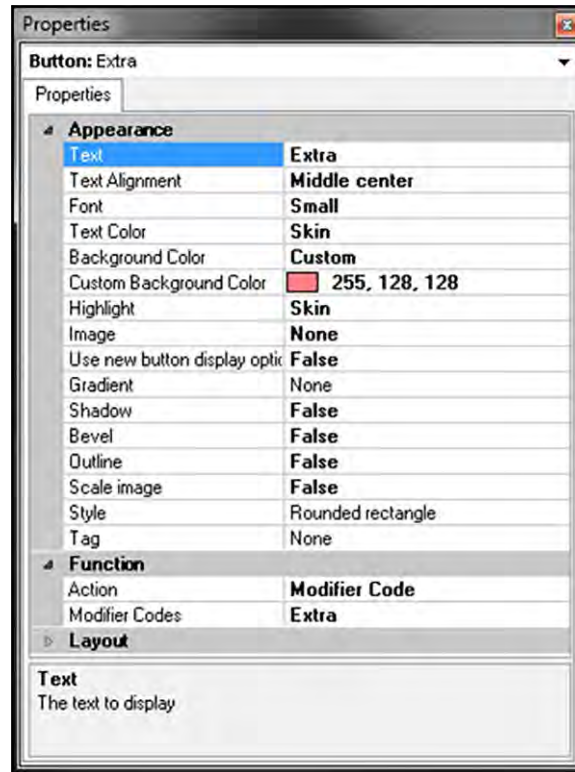 Properties
Button: Extra
Properties
Appearance
Text Extra
Text Alignment Middle center
Font Small
Text Color Skin
Background Color Custom
Custom Background Color 255, 128, 128
Highlight Skin
Image None
Use new button display optic False
Gradient None
Shadow False
Bevel False
Outline False
Scale image False
Style Rounded rectangle
Tag None
Function
Action Modifier Code
Modifier Codes Extra
Layout
Text
The text to display